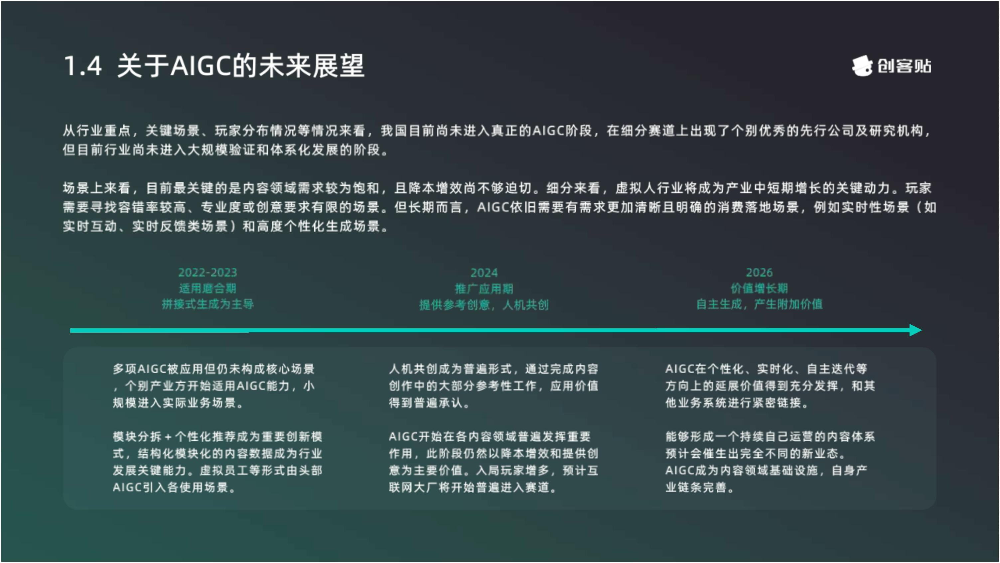 1.4 关于AIGC的未来展望
创客贴
从行业重点，关键场景、玩家分布情况等情况来看，我国目前尚未进入真正的AIGC阶段，在细分赛道上出现了个别优秀的先行公司及研究机构，
但目前行业尚未进入大规模验证和体系化发展的阶段。
场景上来看，目前最关键的是内容领域需求较为饱和，且降本增效尚不够迫切。细分来看，虚拟人行业将成为产业中短期增长的关键动力。玩家
需要寻找容错率较高、专业度或创意要求有限的场景。但长期而言，AIGC依旧需要有需求更加清晰且明确的消费落地场景，例如实时性场景（如
实时互动、实时反馈类场景）和高度个性化生成场景。
2022-2023
适用磨合期
拼接式生成为主导
2024
推广应用期
提供参考创意，人机共创
2026
价值增长期
自主生成，产生附加价值
多项AIGC被应用但仍未构成核心场景
，个别产业方开始适用AIGC能力，小
规模进入实际业务场景。
模块分拆+个性化推荐成为重要创新模
式，结构化模块化的内容数据成为行业
发展关键能力。虚拟员工等形式由头部
AIGC引入各使用场景。
人机共创成为普遍形式，通过完成内容
创作中的大部分参考性工作，应用价值
得到普遍承认。
AIGC开始在各内容领域普遍发挥重要
作用，此阶段仍然以降本增效和提供创
意为主要价值。入局玩家增多，预计互
联网大厂将开始普遍进入赛道。
AIGC在个性化、实时化、自主迭代等
方向上的延展价值得到充分发挥，和其
他业务系统进行紧密链接。
能够形成一个持续自己运营的内容体系
预计会催生出完全不同的新业态。
AIGC成为内容领域基础设施，自身产
业链条完善。